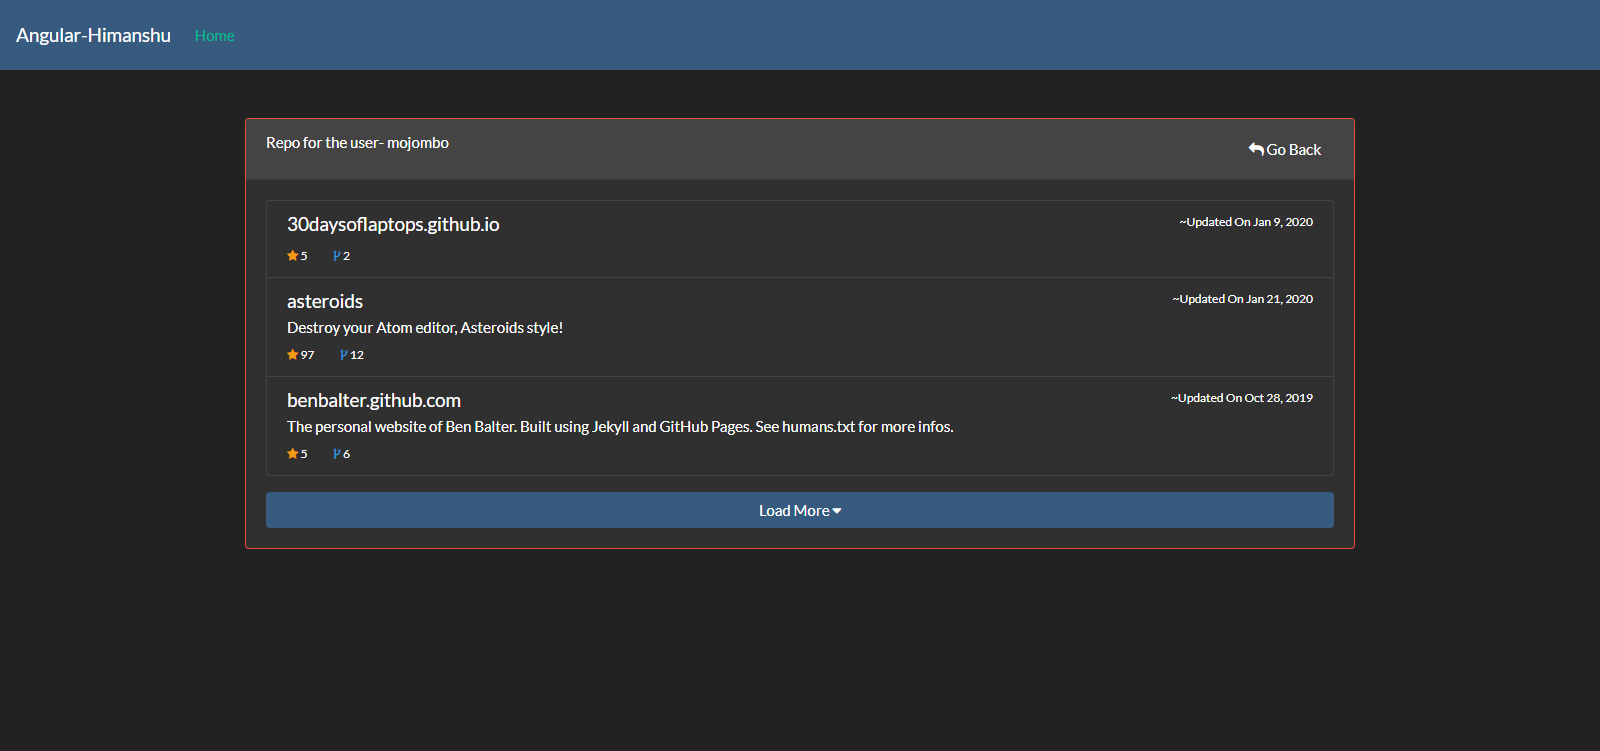 Angular-Himanshu Home
Repo for the user- mojombo
Go Back
30daysoflaptops.github.io
~Updated On Jan 9, 2020
5 2
asteroids
~Updated On Jan 21, 2020
Destroy your Atom editor, Asteroids style!
97 12
benbalter.github.com
~Updated On Oct 28, 2019
The personal website of Ben Balter. Built using Jekyll and GitHub Pages. See humans.txt for more infos.
5 6
Load More